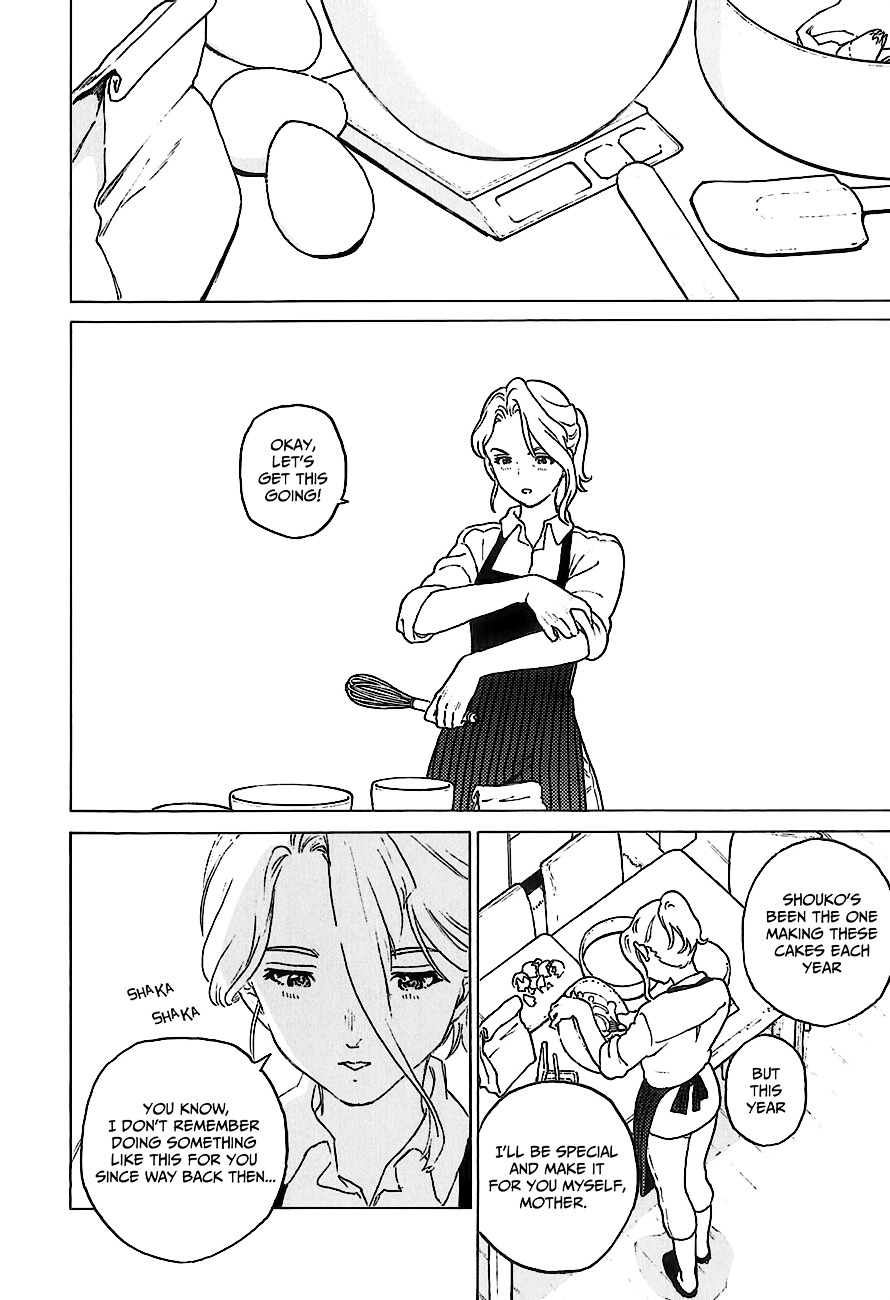 OKAY,
LET'S
GET THIS
GOING!
SHOUKO'S
BEEN THE ONE
MAKING THESE
CAKES EACH
YEAR
BUT
THIS
YEAR
I'LL BE SPECIAL
AND MAKE IT
FOR YOU MYSELF,
MOTHER.
SHAKA
SHAKA
YOU KNOW,
I DON'T REMEMBER
DOING SOMETHING
LIKE THIS FOR YOU
SINCE WAY BACK THEN...